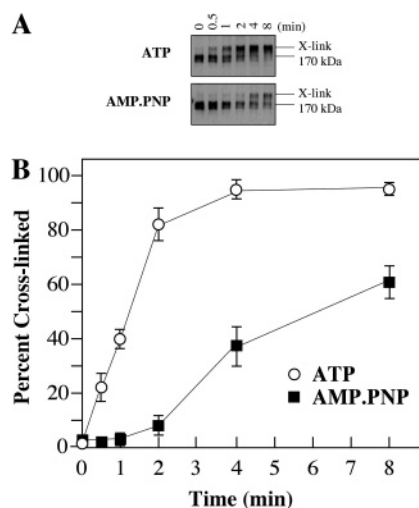 A
0 0.5 1 2 4 8 (min)
ATP
X-link
170 kDa
AMP.PNP
X-link
170 kDa
B
Percent Cross-linked
100
80
60
40
20
0
ATP
AMP.PNP
0 1 2 3 4 5 6 7 8
Time (min)